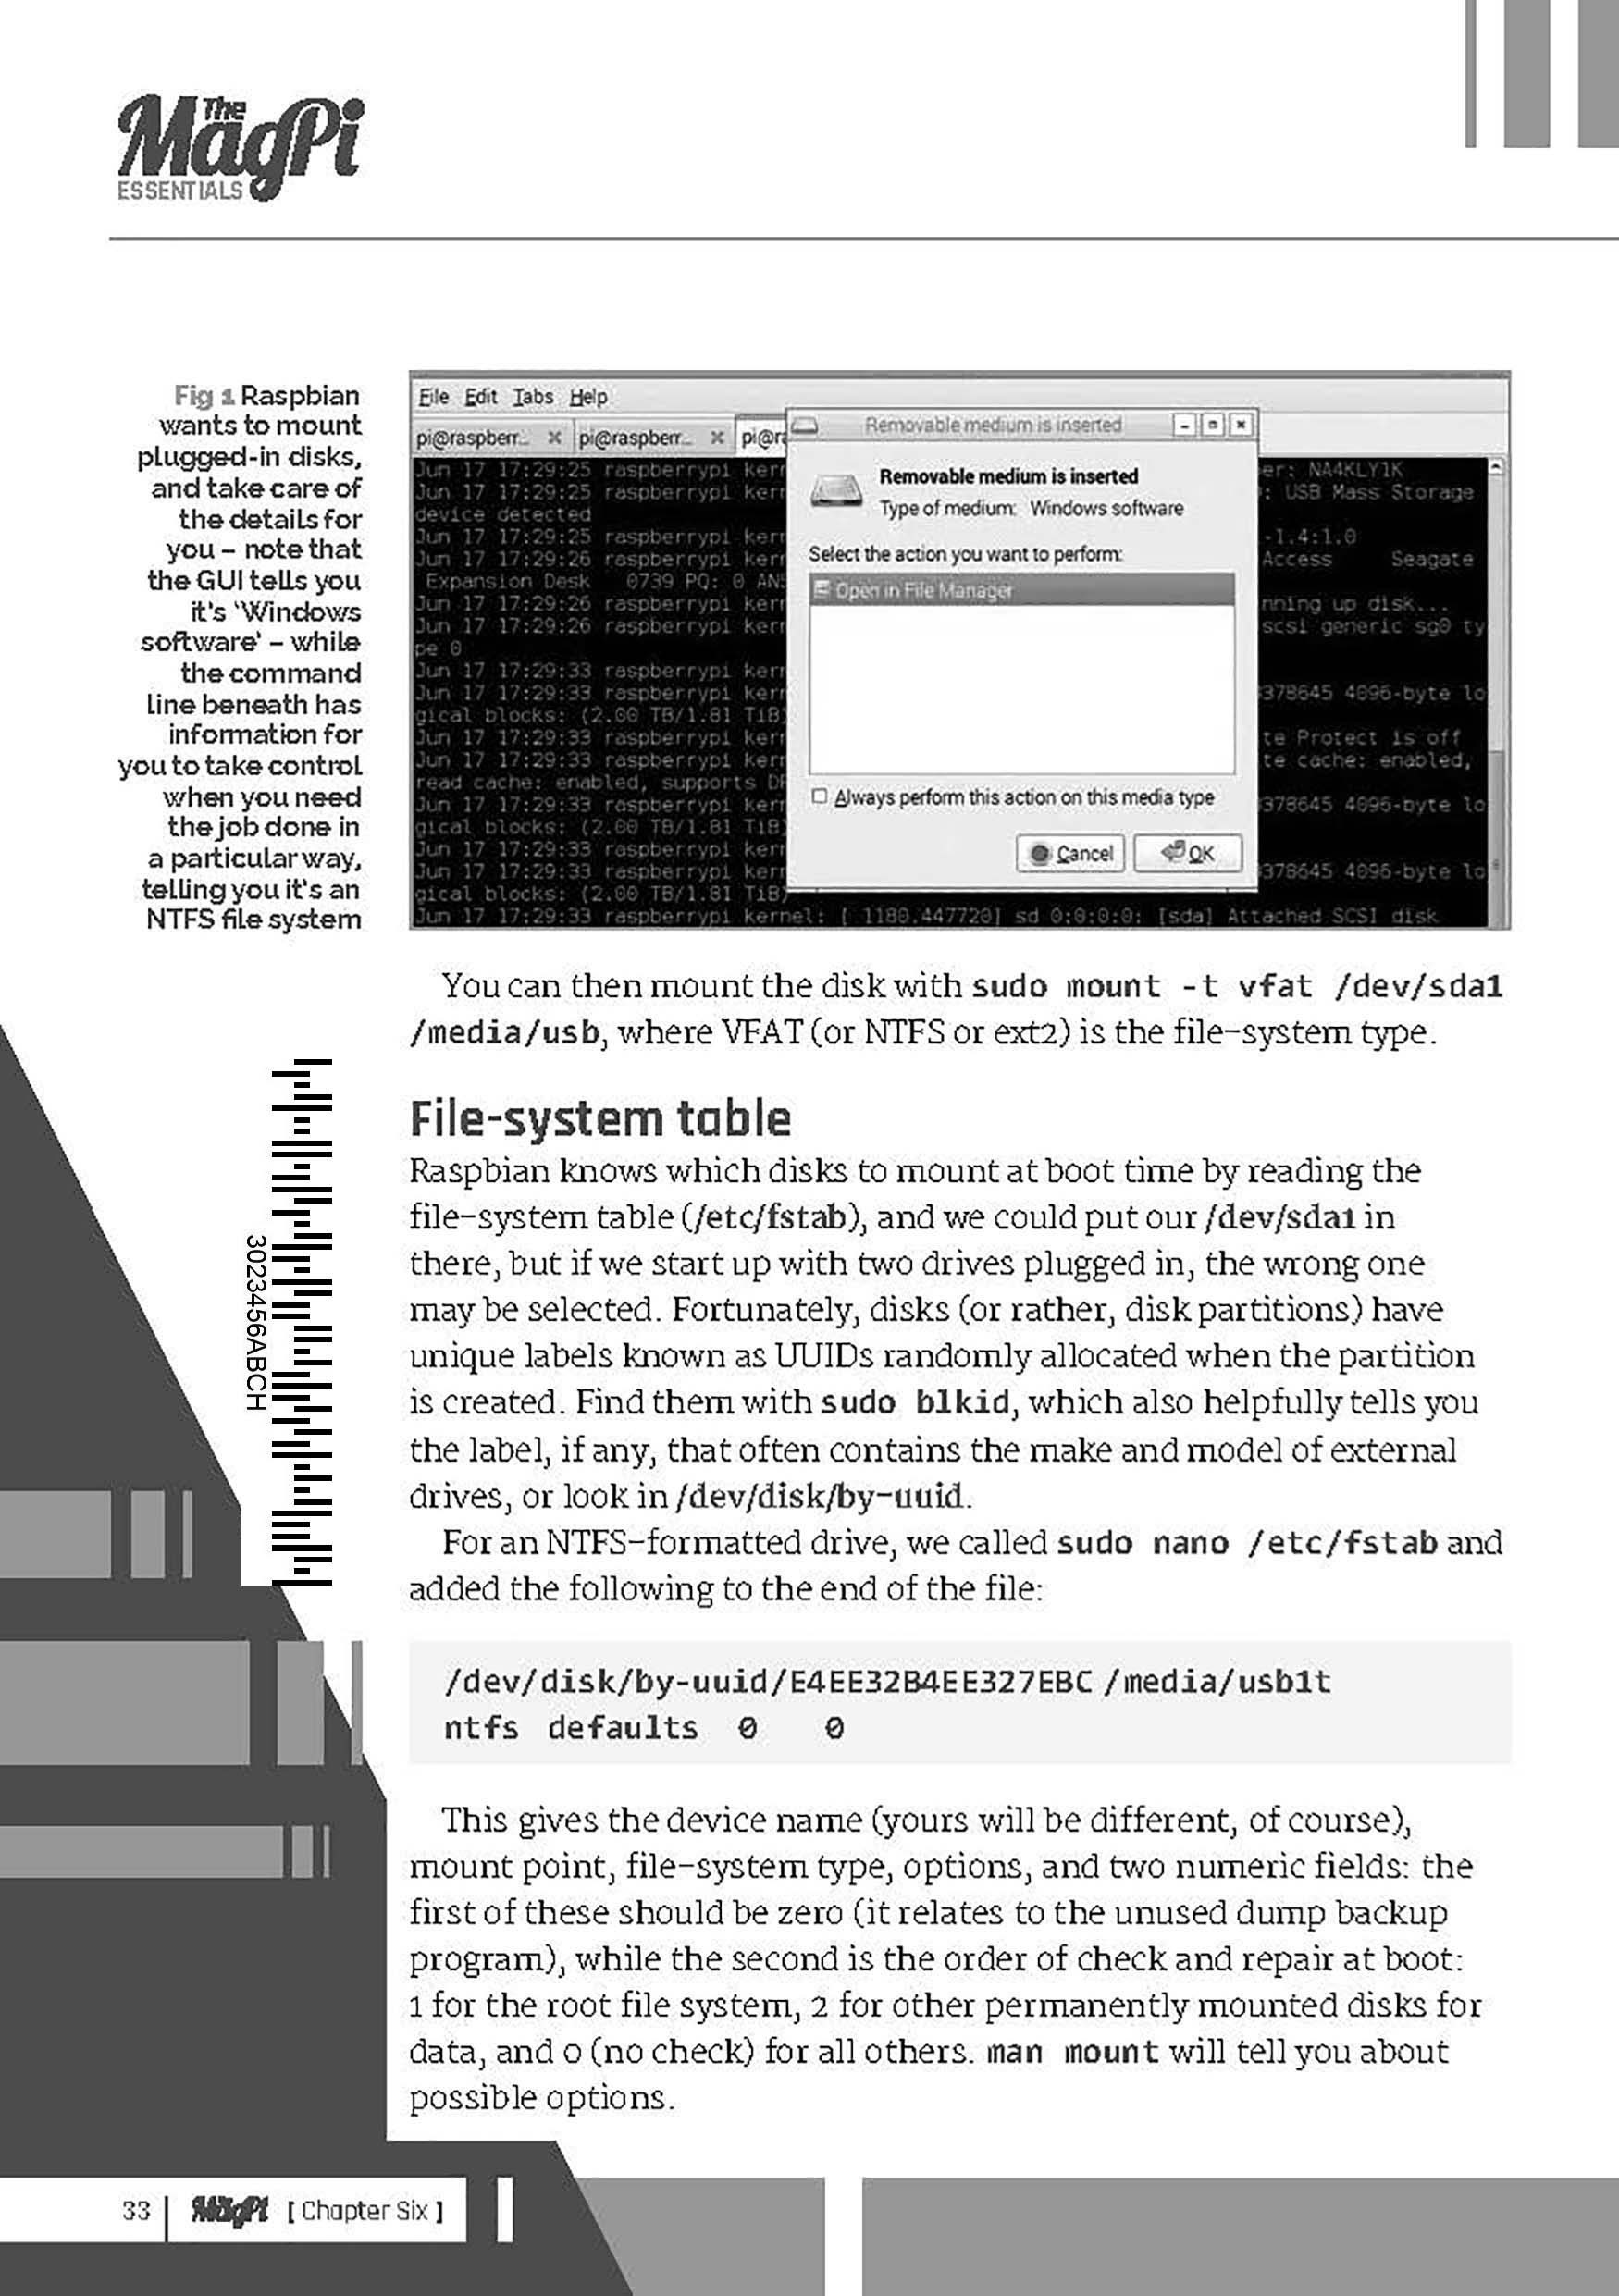 The
MagPi
ESSENTIALS
Fig 1 Raspbian
wants to mount
plugged-in disks,
and take care of
the details for
you – note that
the GUI tells you
it's 'Windows
software' – while
the command
line beneath has
information for
you to take control
when you need
the job done in
a particular way,
telling you it's an
NTFS file system
File Edit Tabs Help
pi@raspberr... pi@raspberr... pi@ra
Removable medium is inserted
Removable medium is inserted
Type of medium: Windows software
Select the action you want to perform:
Open in File Manager
Always perform this action on this media type
Cancel OK
Jun 17 17:29:25 raspberrypi kern er: NA4KLY1K
Jun 17 17:29:25 raspberrypi kern : USB Mass Storage
device detected
Jun 17 17:29:25 raspberrypi kern -1.4:1.0
Jun 17 17:29:26 raspberrypi kern Access Seagate
Expansion Desk 0739 PQ: 0 ANS
Jun 17 17:29:26 raspberrypi kern nning up disk...
Jun 17 17:29:26 raspberrypi kern scsi generic sg0 ty
pe 0
Jun 17 17:29:33 raspberrypi kern
Jun 17 17:29:33 raspberrypi kern 378645 4096-byte lo
gical blocks: (2.00 TB/1.81 TiB)
Jun 17 17:29:33 raspberrypi kern te Protect is off
Jun 17 17:29:33 raspberrypi kern te cache: enabled,
read cache: enabled, supports DP
Jun 17 17:29:33 raspberrypi kern 378645 4096-byte lo
gical blocks: (2.00 TB/1.81 TiB)
Jun 17 17:29:33 raspberrypi kern
Jun 17 17:29:33 raspberrypi kern 378645 4096-byte lo
gical blocks: (2.00 TB/1.81 TiB)
Jun 17 17:29:33 raspberrypi kernel: [ 1180.447720] sd 0:0:0:0: [sda] Attached SCSI disk
You can then mount the disk with sudo mount -t vfat /dev/sda1
/media/usb, where VFAT (or NTFS or ext2) is the file-system type.
File-system table
Raspbian knows which disks to mount at boot time by reading the
file-system table (/etc/fstab), and we could put our /dev/sda1 in
there, but if we start up with two drives plugged in, the wrong one
may be selected. Fortunately, disks (or rather, disk partitions) have
unique labels known as UUIDs randomly allocated when the partition
is created. Find them with sudo blkid, which also helpfully tells you
the label, if any, that often contains the make and model of external
drives, or look in /dev/disk/by-uuid.
For an NTFS-formatted drive, we called sudo nano /etc/fstab and
added the following to the end of the file:
/dev/disk/by-uuid/E4EE32B4EE327EBC /media/usb1t
ntfs defaults 0 0
This gives the device name (yours will be different, of course),
mount point, file-system type, options, and two numeric fields: the
first of these should be zero (it relates to the unused dump backup
program), while the second is the order of check and repair at boot:
1 for the root file system, 2 for other permanently mounted disks for
data, and 0 (no check) for all others. man mount will tell you about
possible options.
3023456ABCH
33 MagPi [ Chapter Six ]